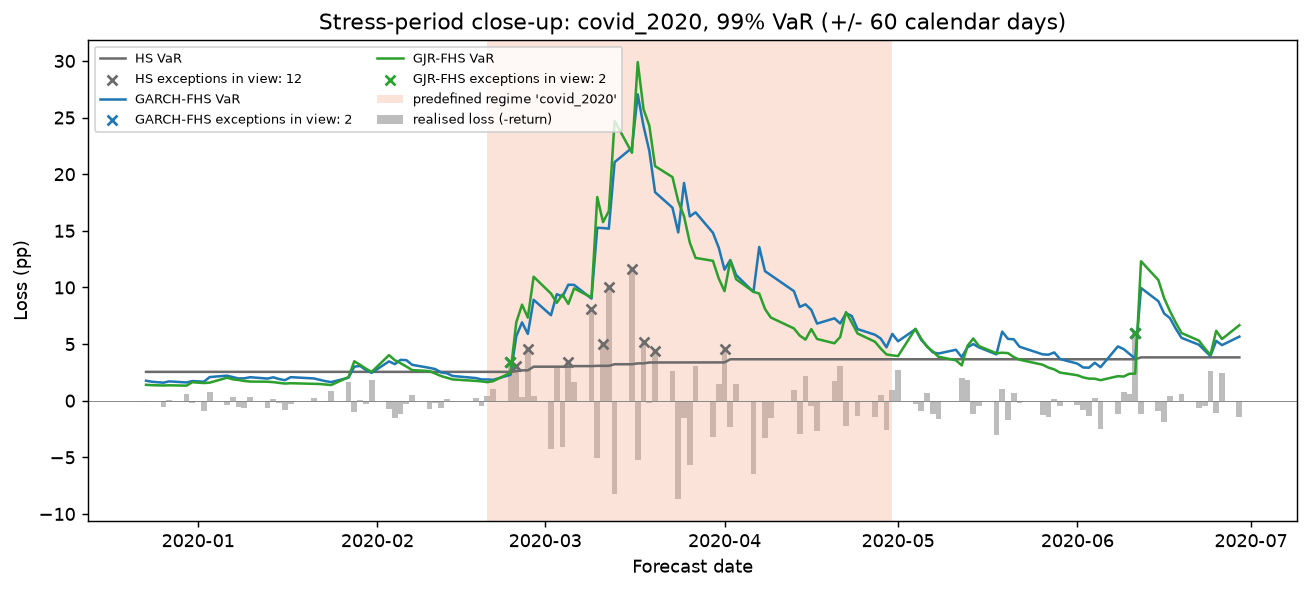 Stress-period close-up: covid_2020, 99% VaR (+/- 60 calendar days)
HS VaR
HS exceptions in view: 12
GARCH-FHS VaR
GARCH-FHS exceptions in view: 2
GJR-FHS VaR
GJR-FHS exceptions in view: 2
predefined regime 'covid_2020'
realised loss (-return)
Loss (pp)
30
25
20
15
10
5
0
−5
−10
2020-01
2020-02
2020-03
2020-04
2020-05
2020-06
2020-07
Forecast date